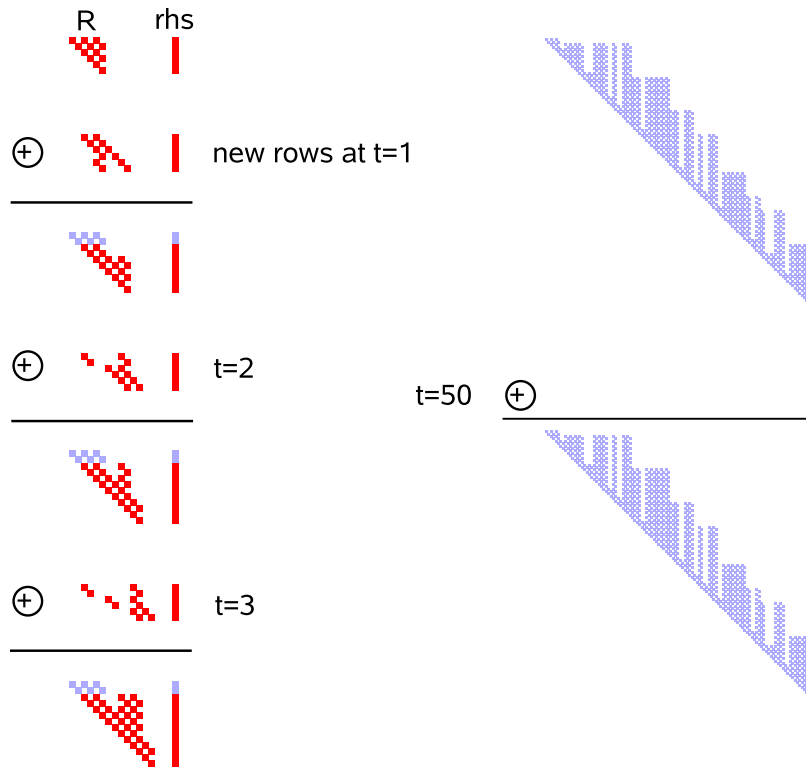 R rhs
+ new rows at t=1
+ t=2
t=50 +
+ t=3